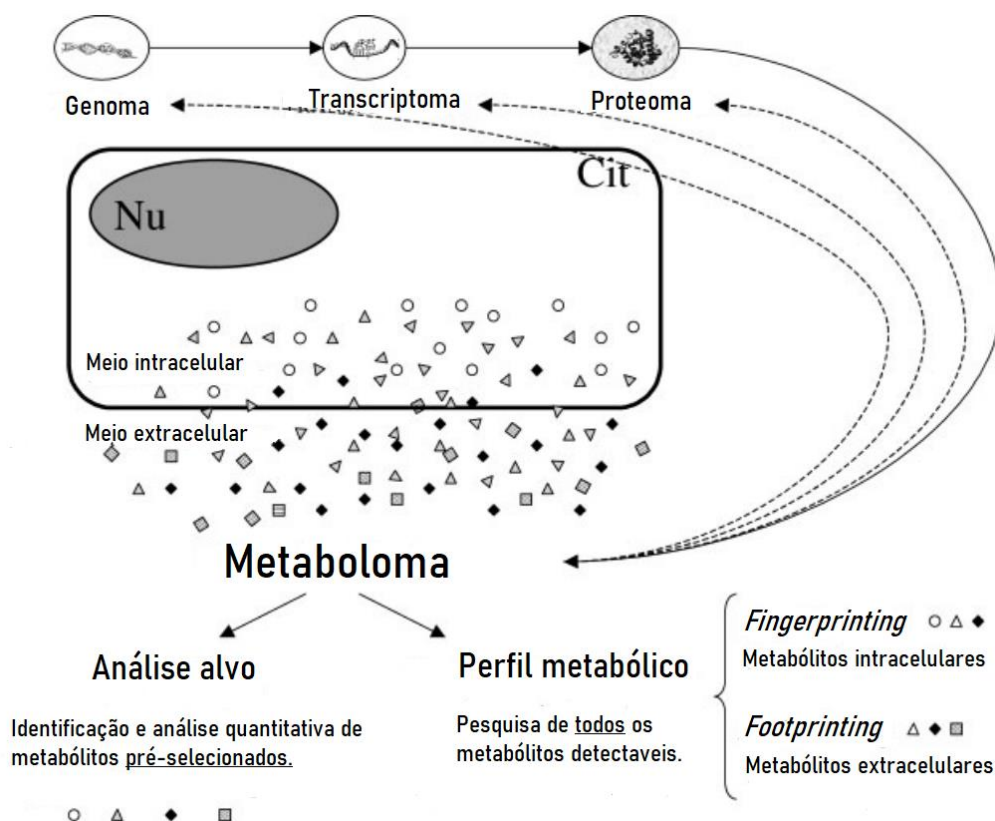 Genoma
Transcriptoma
Proteoma
Cit
Nu
Meio intracelular
Meio extracelular
Metaboloma
Análise alvo
Identificação e análise quantitativa de
metabólitos pré-selecionados.
Perfil metabólico
Pesquisa de todos os
metabólitos detectaveis.
Fingerprinting
Metabólitos intracelulares
Footprinting
Metabólitos extracelulares